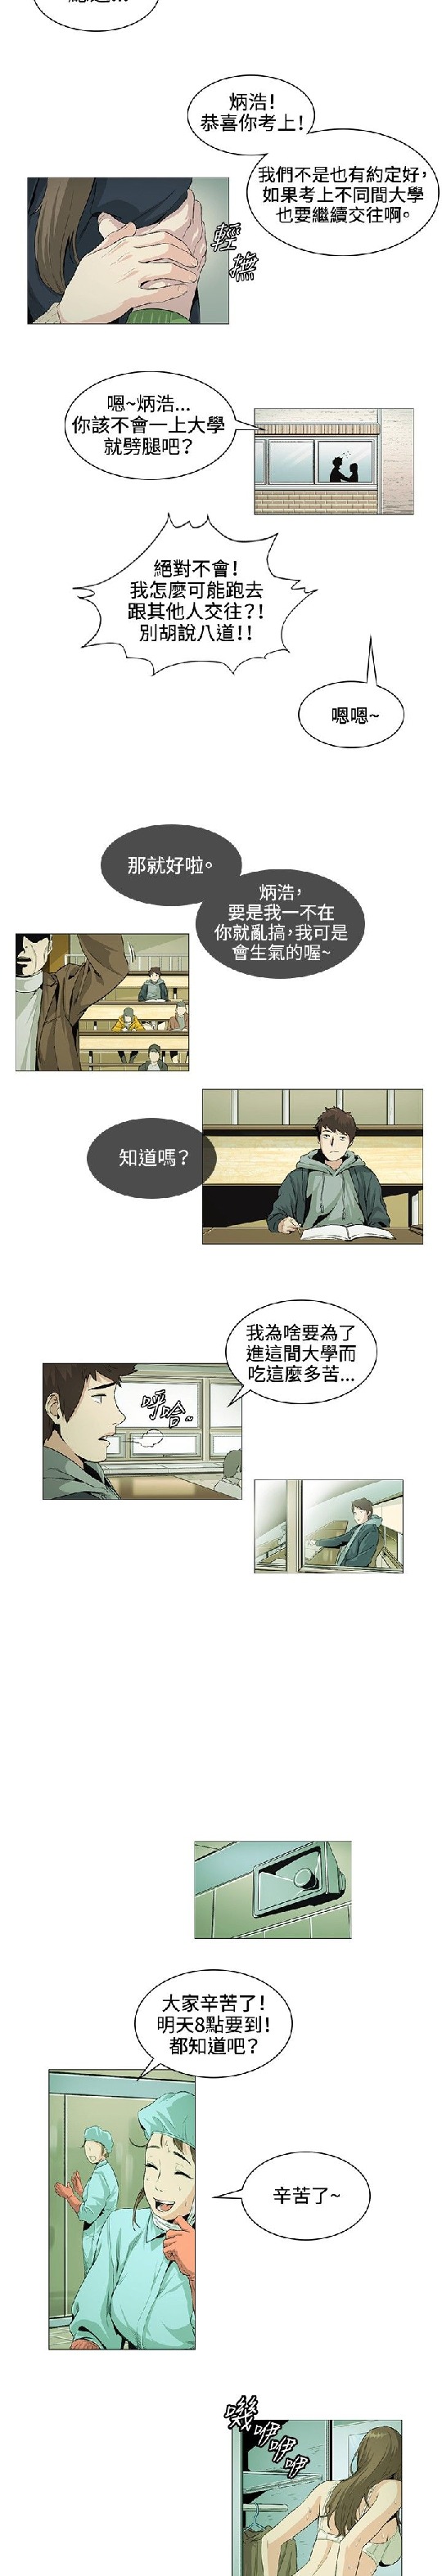 炳浩！
恭喜你考上！
我們不是也有約定好，
如果考上不同間大學
也要繼續交往啊。
輕
嘸
嗯~炳浩...
你該不會一上大學
就劈腿吧？
絕對不會！
我怎麼可能跑去
跟其他人交往？！
別胡說八道！！
嗯嗯~
那就好啦。
炳浩，
要是我一不在
你就亂搞，我可是
會生氣的喔~
知道嗎？
我為啥要為了
進這間大學而
吃這麼多苦...
呼哈~
大家辛苦了！
明天8點要到！
都知道吧？
辛苦了~
嘰咿咿咿